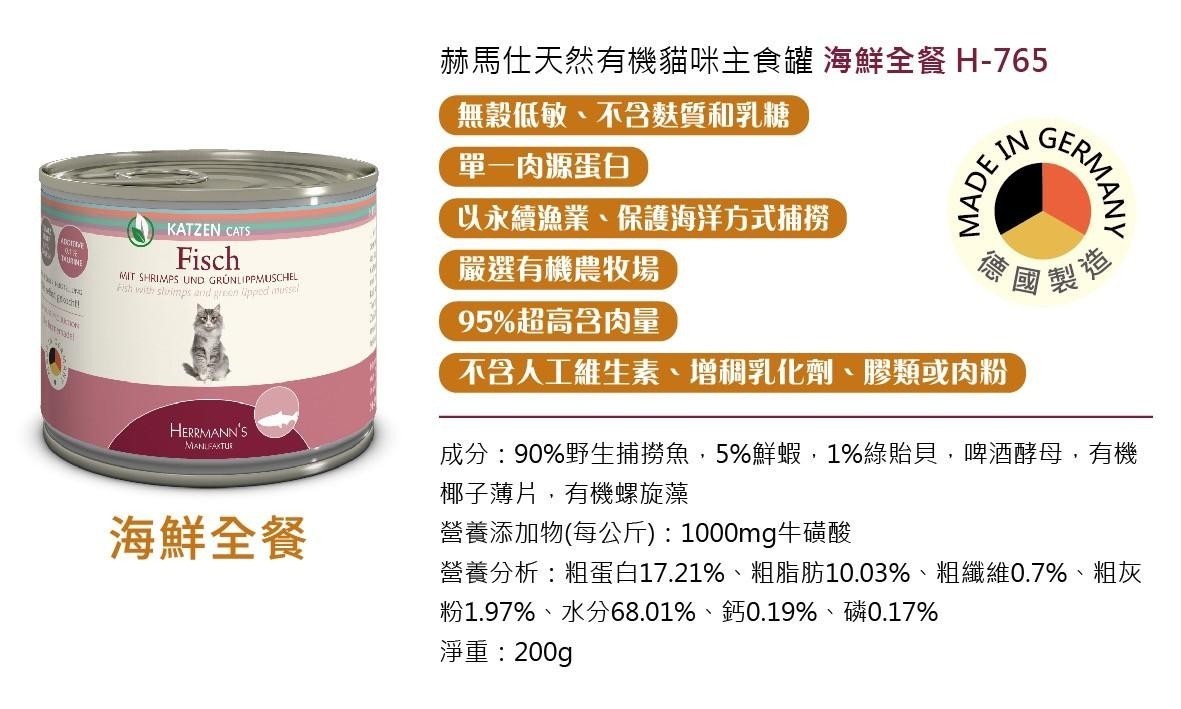 赫馬仕天然有機貓咪主食罐 海鮮全餐 H-765
無穀低敏、不含麩質和乳糖
單一肉源蛋白
以永續漁業、保護海洋方式捕撈
嚴選有機農牧場
95%超高含肉量
不含人工維生素、增稠乳化劑、膠類或肉粉
MADE IN GERMANY
德國製造
KATZEN CATS
Fisch
MIT SHRIMPS UND GRÜNLIPPMUSCHEL
Fish with shrimps and green lipped mussel
ADDITIVE
TAURINE
HERRMANN'S
MANUFAKTUR
海鮮全餐
成分：90%野生捕撈魚，5%鮮蝦，1%綠貽貝，啤酒酵母，有機
椰子薄片，有機螺旋藻
營養添加物(每公斤)：1000mg牛磺酸
營養分析：粗蛋白17.21%、粗脂肪10.03%、粗纖維0.7%、粗灰
粉1.97%、水分68.01%、鈣0.19%、磷0.17%
淨重：200g